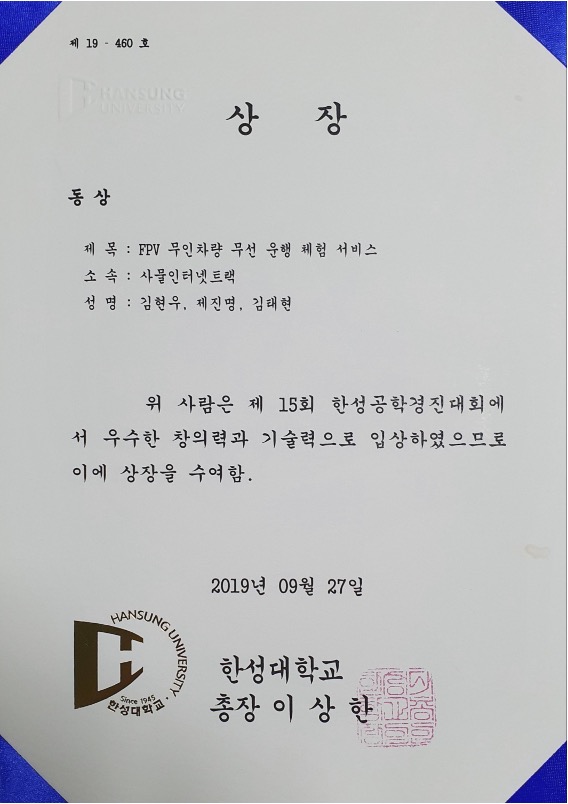 제 19 - 460 호
HANSUNG
UNIVERSITY
상 장
동 상
제 목 : FPV 무인차량 무선 운행 체험 서비스
소 속 : 사물인터넷트랙
성 명 : 김현우, 제진명, 김태현
위 사람은 제 15회 한성공학경진대회에
서 우수한 창의력과 기술력으로 입상하였으므로
이에 상장을 수여함.
2019년 09월 27일
HANSUNG UNIVERSITY
Since 1945
한성대학교
한성대학교
총장 이 상 한